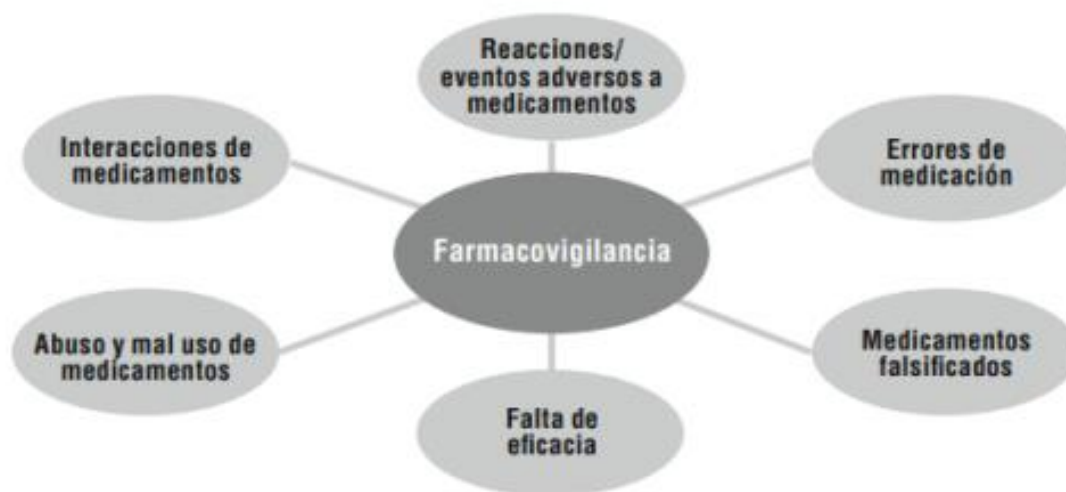 Reacciones/
eventos adversos a
medicamentos
Interacciones de
medicamentos
Errores de
medicación
Farmacovigilancia
Abuso y mal uso de
medicamentos
Medicamentos
falsificados
Falta de
eficacia